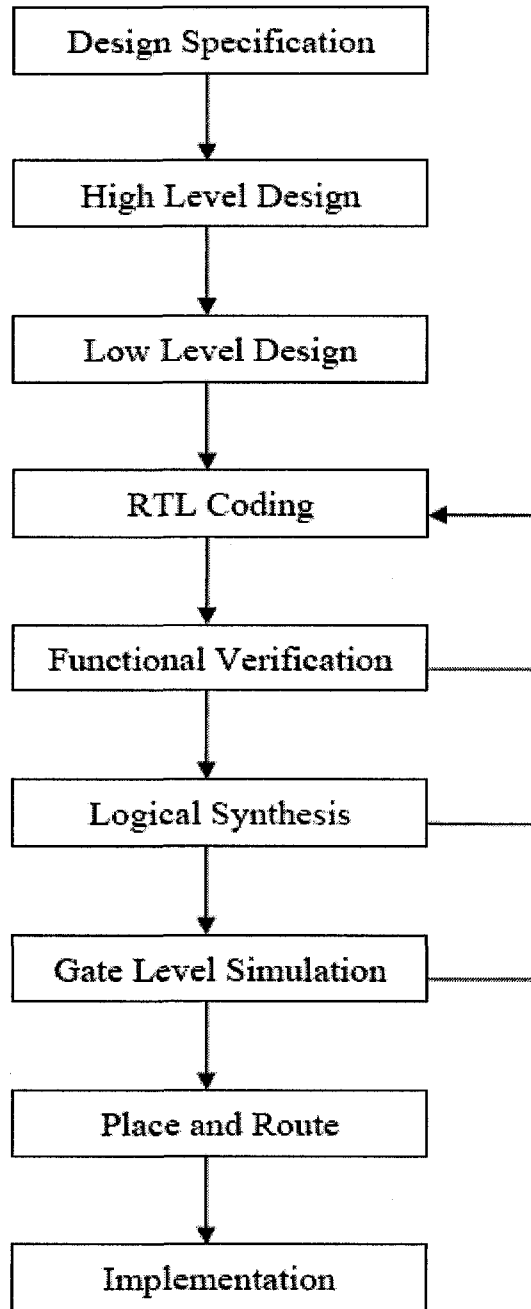 Design Specification
High Level Design
Low Level Design
RTL Coding
Functional Verification
Logical Synthesis
Gate Level Simulation
Place and Route
Implementation